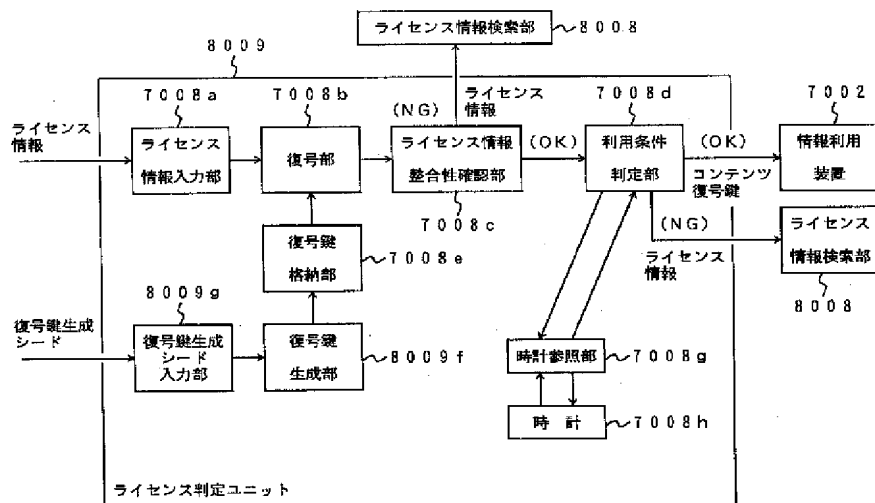 ライセンス情報検索部
8008
8009
7008a
7008b
(NG)
ライセンス
情報
7008d
7002
ライセンス
情報
ライセンス
情報入力部
復号部
ライセンス情報
整合性確認部
(OK)
利用条件
判定部
(OK)
コンテンツ
復号鍵
情報利用
装置
7008c
(NG)
ライセンス
情報
ライセンス
情報検索部
8008
復号鍵
格納部
7008e
8009g
復号鍵生成
シード
復号鍵生成
シード
入力部
復号鍵
生成部
8009f
時計参照部
7008g
時計
7008h
ライセンス判定ユニット